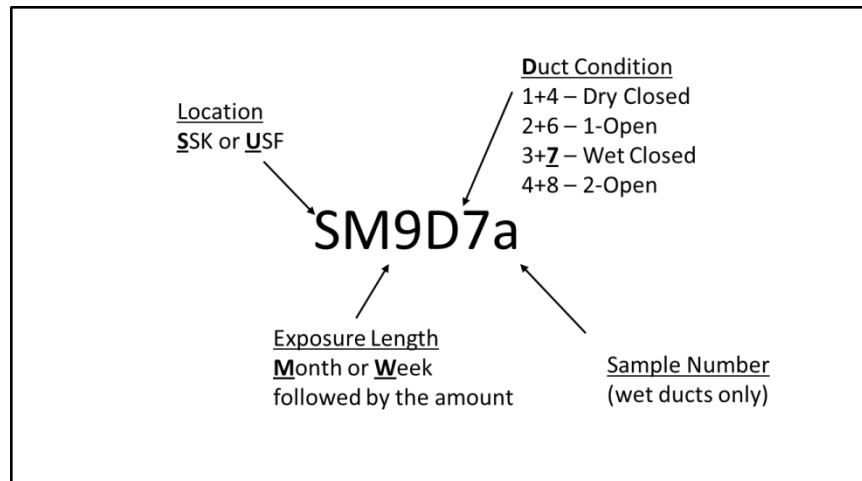 Location
SSK or USF
Duct Condition
1+4 – Dry Closed
2+6 – 1-Open
3+7 – Wet Closed
4+8 – 2-Open
SM9D7a
Exposure Length
Month or Week
followed by the amount
Sample Number
(wet ducts only)